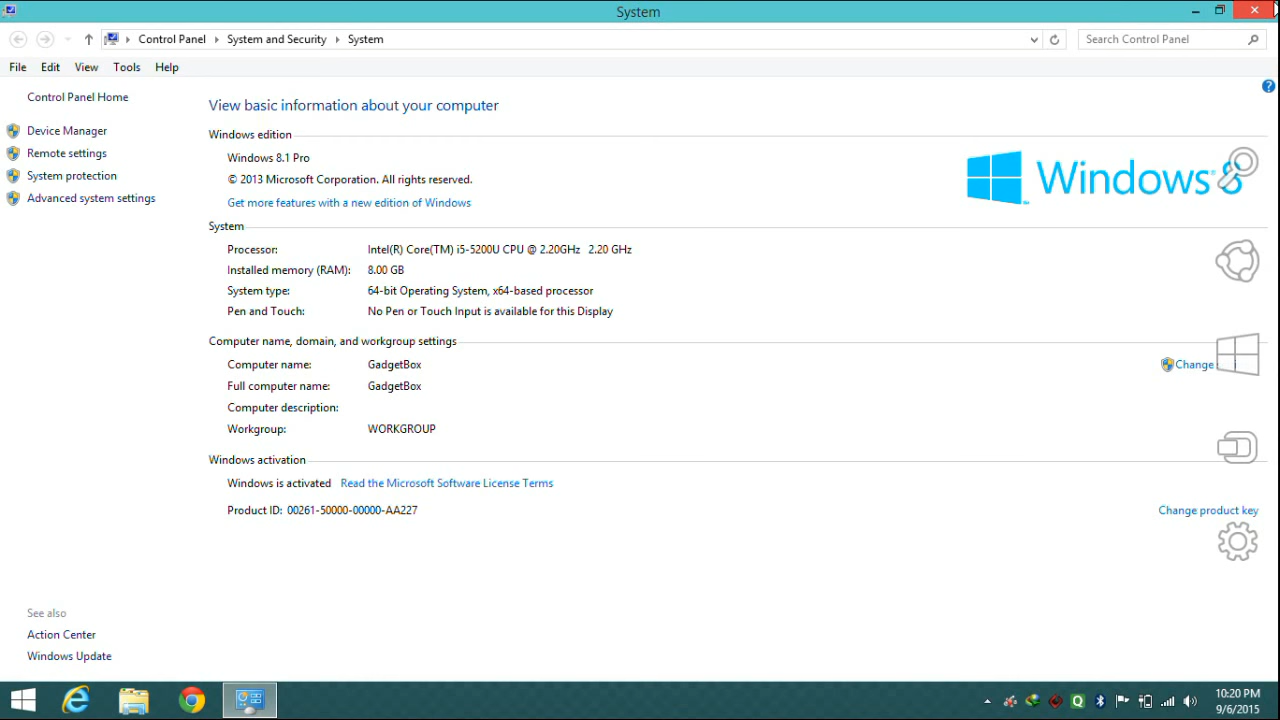 System
Control Panel System and Security System
Search Control Panel
File Edit View Tools Help
Control Panel Home
Device Manager
Remote settings
System protection
Advanced system settings
View basic information about your computer
Windows edition
Windows 8.1 Pro
© 2013 Microsoft Corporation. All rights reserved.
Get more features with a new edition of Windows
Windows 8
System
Processor: Intel(R) Core(TM) i5-5200U CPU @ 2.20GHz 2.20 GHz
Installed memory (RAM): 8.00 GB
System type: 64-bit Operating System, x64-based processor
Pen and Touch: No Pen or Touch Input is available for this Display
Computer name, domain, and workgroup settings
Computer name: GadgetBox
Change
Full computer name: GadgetBox
Computer description:
Workgroup: WORKGROUP
Windows activation
Windows is activated Read the Microsoft Software License Terms
Product ID: 00261-50000-00000-AA227
Change product key
See also
Action Center
Windows Update
10:20 PM
9/6/2015